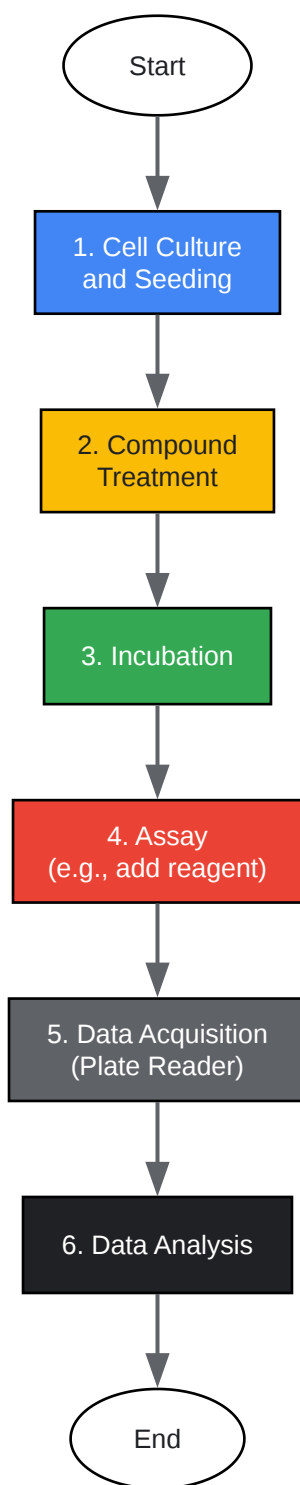 Start
1. Cell Culture
and Seeding
2. Compound
Treatment
3. Incubation
4. Assay
(e.g., add reagent)
5. Data Acquisition
(Plate Reader)
6. Data Analysis
End